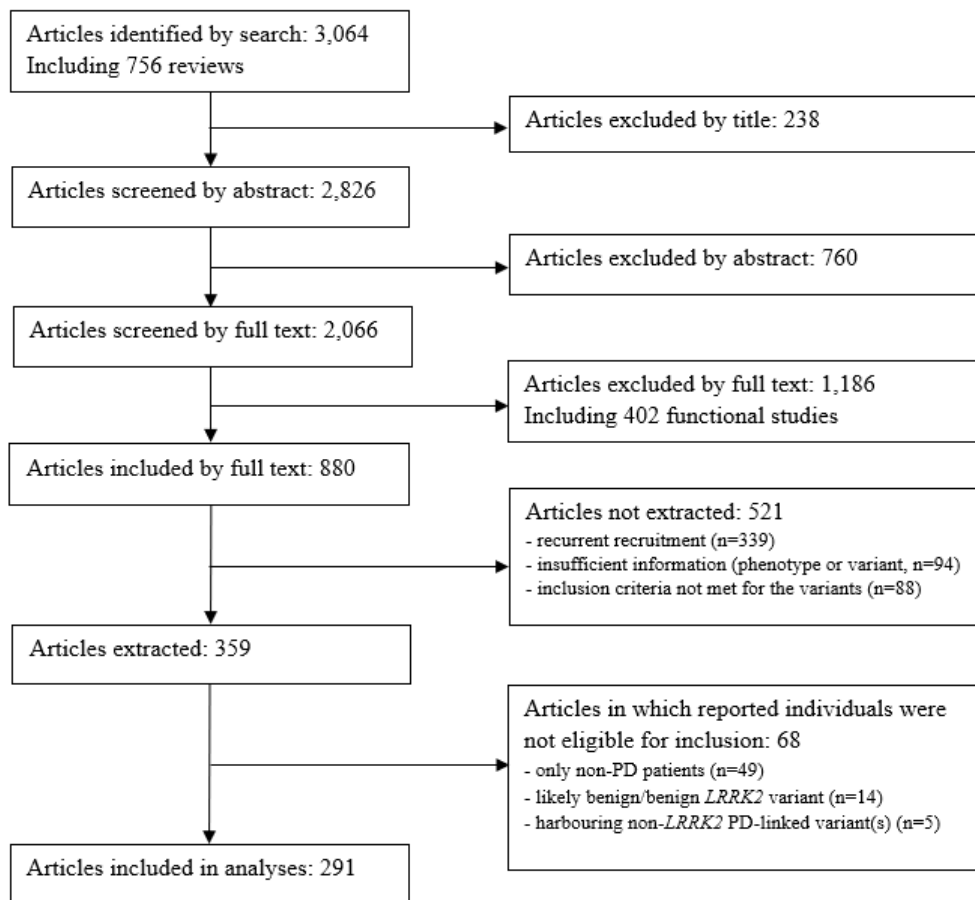 Articles identified by search: 3,064
Including 756 reviews
Articles excluded by title: 238
Articles screened by abstract: 2,826
Articles excluded by abstract: 760
Articles screened by full text: 2,066
Articles excluded by full text: 1,186
Including 402 functional studies
Articles included by full text: 880
Articles not extracted: 521
- recurrent recruitment (n=339)
- insufficient information (phenotype or variant, n=94)
- inclusion criteria not met for the variants (n=88)
Articles extracted: 359
Articles in which reported individuals were
not eligible for inclusion: 68
- only non-PD patients (n=49)
- likely benign/benign LRRK2 variant (n=14)
- harbouring non-LRRK2 PD-linked variant(s) (n=5)
Articles included in analyses: 291